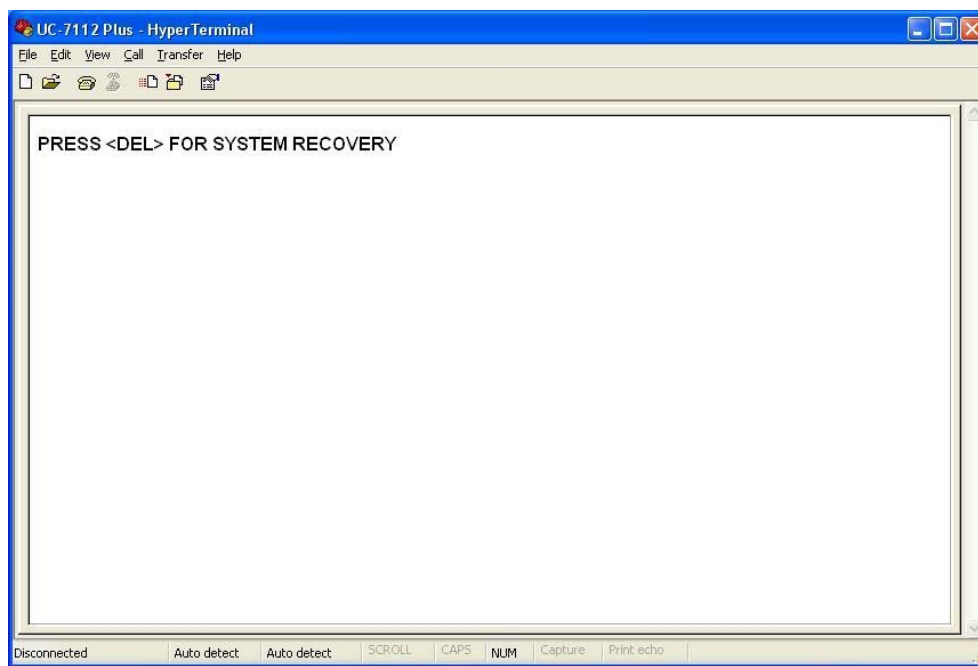 UC-7112 Plus - HyperTerminal
File Edit View Call Transfer Help
PRESS <DEL> FOR SYSTEM RECOVERY
Disconnected Auto detect Auto detect SCROLL CAPS NUM Capture Print echo